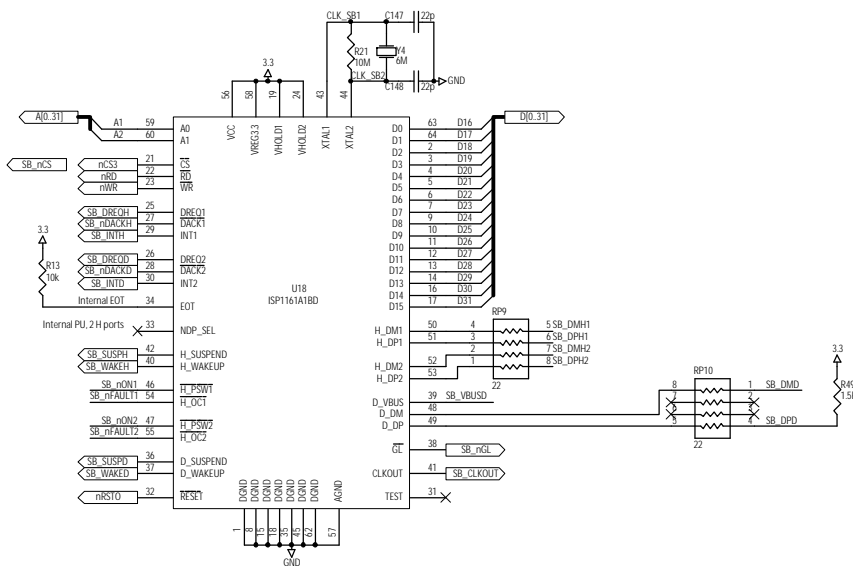 CLK_SB1
C147
22p
R21
10M
Y4
6M
CLK_SB2
C148
22p
GND
3.3
56
58
19
24
43
44
VCC
VREG3.3
VHOLD1
VHOLD2
XTAL1
XTAL2
A[0..31]
A1 59 A0
A2 60 A1
SB_nCS
nCS3 21 CS
nRD 22 RD
nWR 23 WR
SB_DREQH 25 DREQ1
SB_nDACKH 27 DACK1
SB_INTH 29 INT1
SB_DREQD 26 DREQ2
SB_nDACKD 28 DACK2
SB_INTD 30 INT2
3.3
R13
10k
Internal EOT 34 EOT
Internal PU, 2 H ports 33 NDP_SEL
SB_SUSPH 42 H_SUSPEND
SB_WAKEH 40 H_WAKEUP
SB_nON1 46 H_PSW1
SB_nFAULT1 54 H_OC1
SB_nON2 47 H_PSW2
SB_nFAULT2 55 H_OC2
SB_SUSPD 36 D_SUSPEND
SB_WAKED 37 D_WAKEUP
nRSTO 32 RESET
U18
ISP1161A1BD
D[0..31]
D0 63 D16
D1 64 D17
D2 2 D18
D3 3 D19
D4 4 D20
D5 5 D21
D6 6 D22
D7 7 D23
D8 9 D24
D9 10 D25
D10 11 D26
D11 12 D27
D12 13 D28
D13 14 D29
D14 16 D30
D15 17 D31
RP9
H_DM1 50 4 5 SB_DMH1
H_DP1 51 3 6 SB_DPH1
2 7 SB_DMH2
H_DM2 52 1 8 SB_DPH2
H_DP2 53
22
D_VBUS 39 SB_VBUSD
D_DM 48
D_DP 49
GL 38 SB_nGL
CLKOUT 41 SB_CLKOUT
TEST 31
RP10
8 1 SB_DMD
7 2
6 3
5 4 SB_DPD
22
3.3
R49
DGND
DGND
DGND
DGND
DGND
DGND
DGND
AGND
1
8
15
18
35
45
62
57
GND